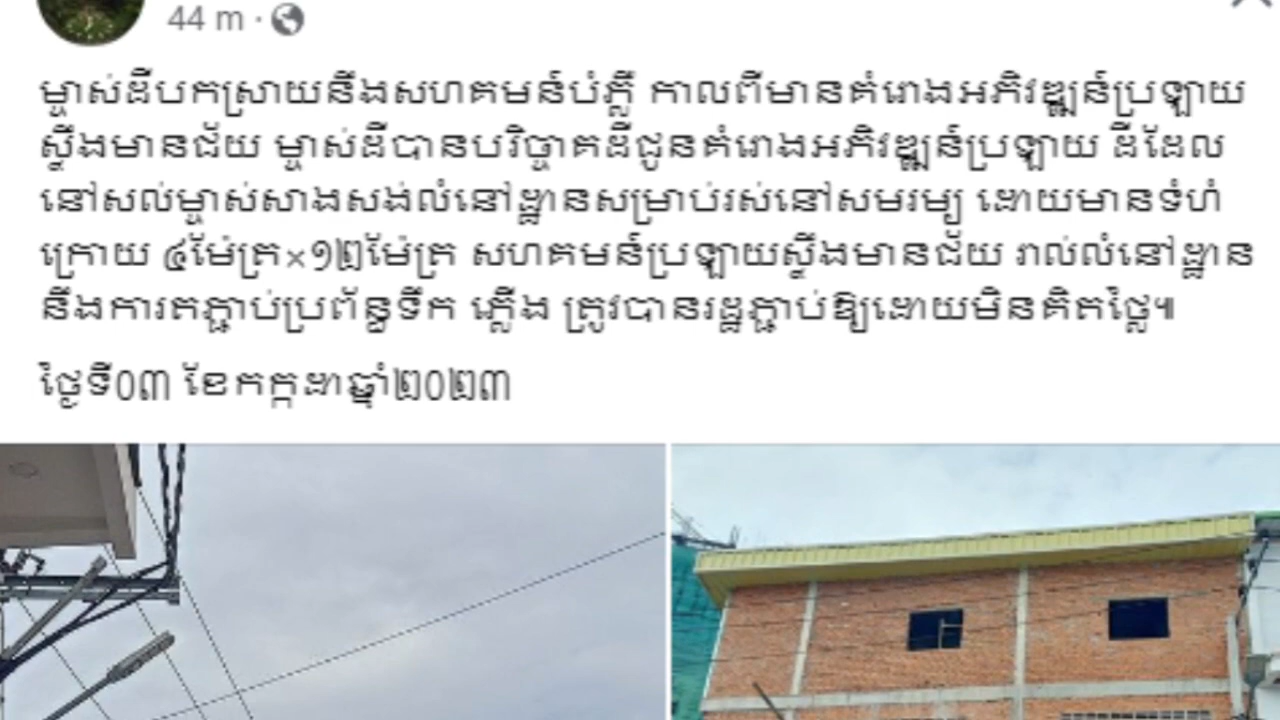 44 m ·
ម្ចាស់ដីបកស្រាយនឹងសហគមន៍បំភ្លឺ កាលពីមានគំរោងអភិវឌ្ឍន៍ប្រឡាយ
ស្ទឹងមានជ័យ ម្ចាស់ដីបានបរិច្ចាគដីជូនគំរោងអភិវឌ្ឍន៍ប្រឡាយ ដីដែល
នៅសល់ម្ចាស់សាងសង់លំនៅដ្ឋានសម្រាប់រស់នៅសមរម្យ ដោយមានទំហំ
ក្រោយ ៤ម៉ែត្រ×១២ម៉ែត្រ សហគមន៍ប្រឡាយស្ទឹងមានជ័យ រាល់លំនៅដ្ឋាន
នឹងការតភ្ជាប់ប្រព័ន្ធទឹក ភ្លើង ត្រូវបានរដ្ឋភ្ជាប់ឱ្យដោយមិនគិតថ្លៃ៕
ថ្ងៃទី០៣ ខែកក្កដាឆ្នាំ២០២៣